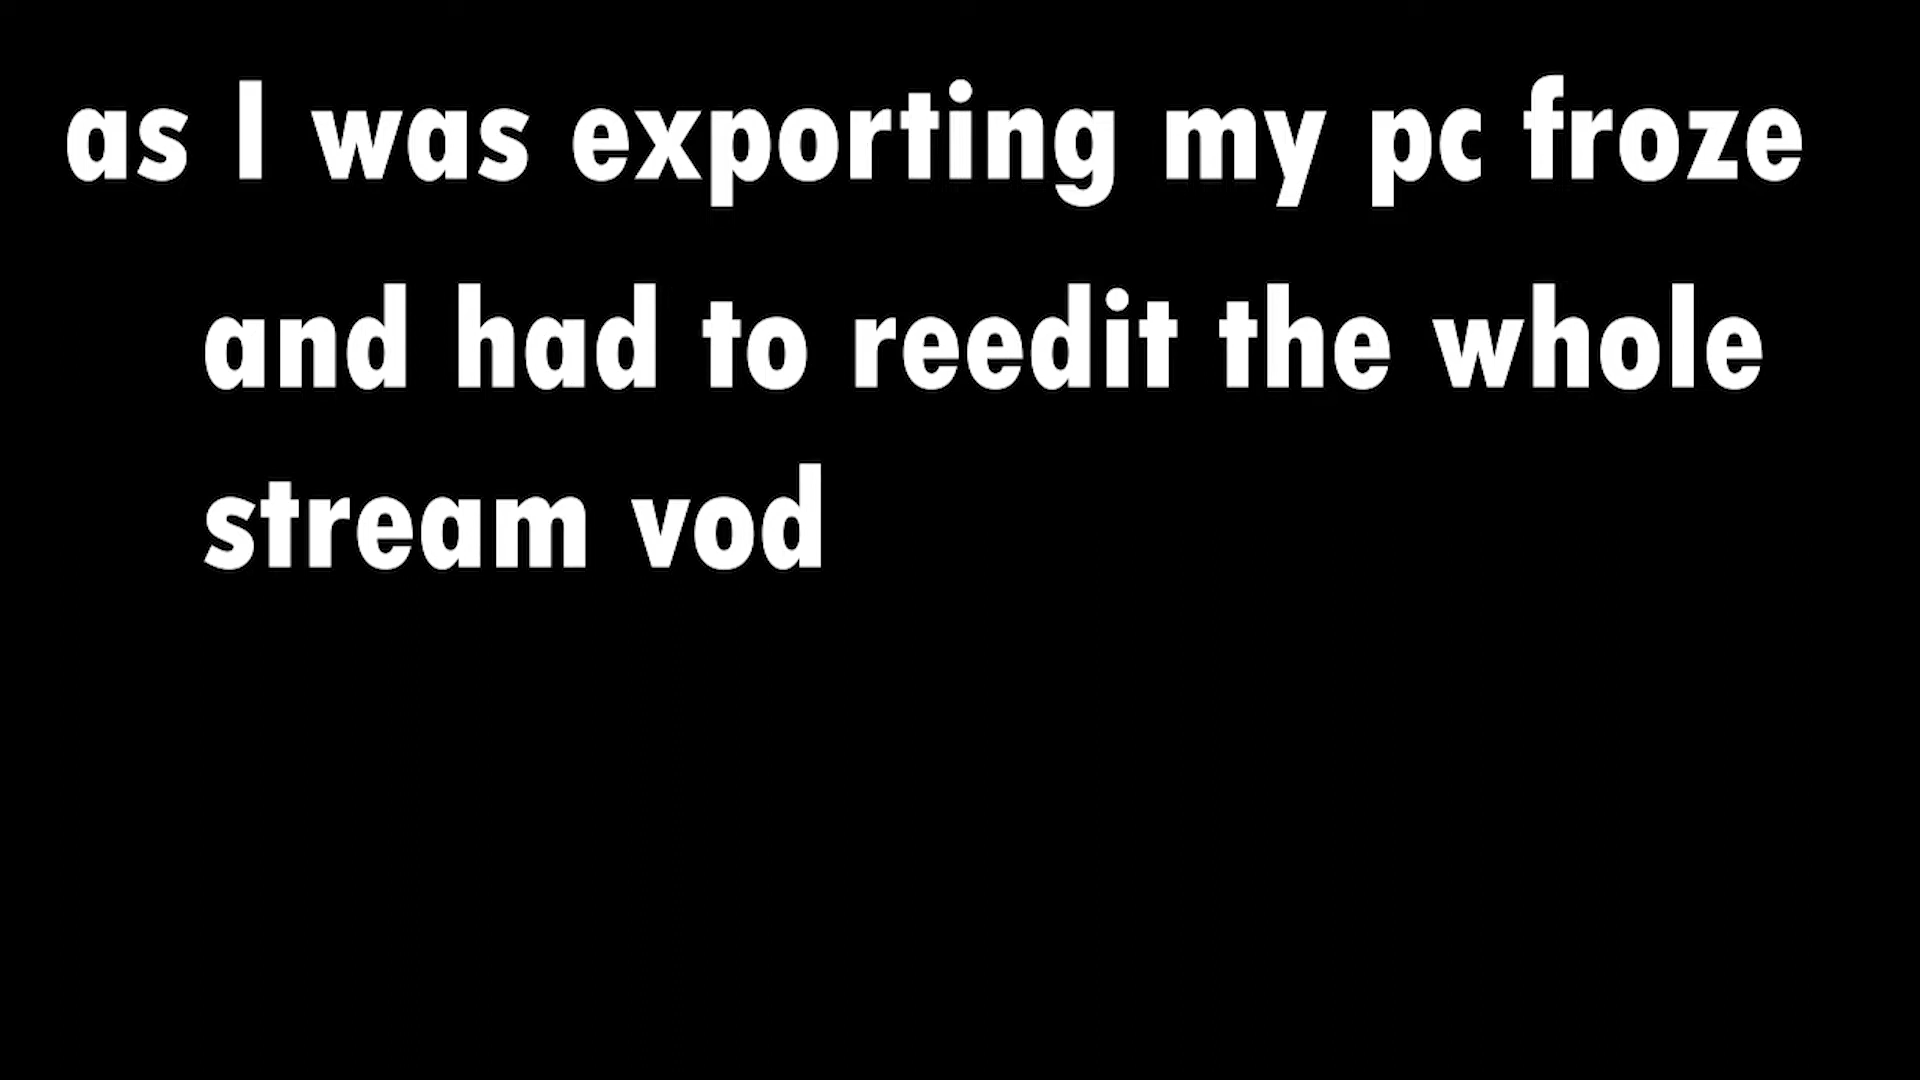 as I was exporting my pc froze
and had to reedit the whole
stream vod